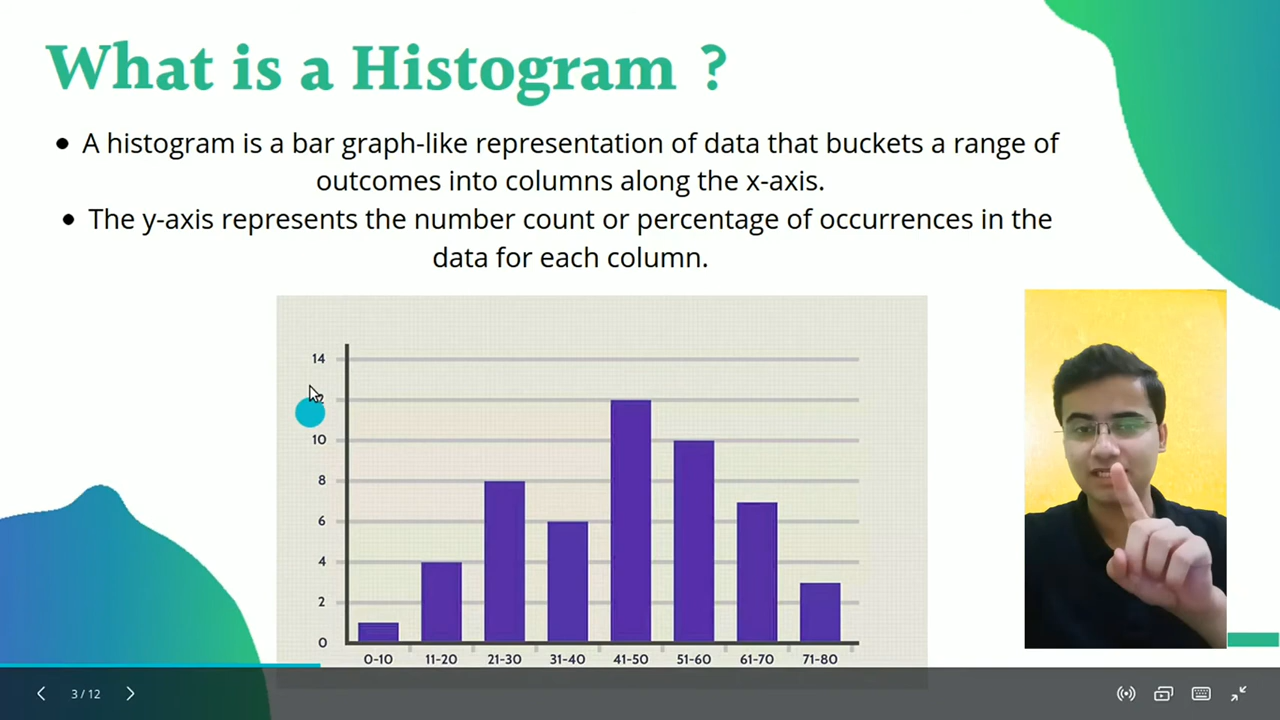 What is a Histogram ?
• A histogram is a bar graph-like representation of data that buckets a range of
outcomes into columns along the x-axis.
• The y-axis represents the number count or percentage of occurrences in the
data for each column.
14
10
8
6
4
2
0
0-10 11-20 21-30 31-40 41-50 51-60 61-70 71-80
3 / 12